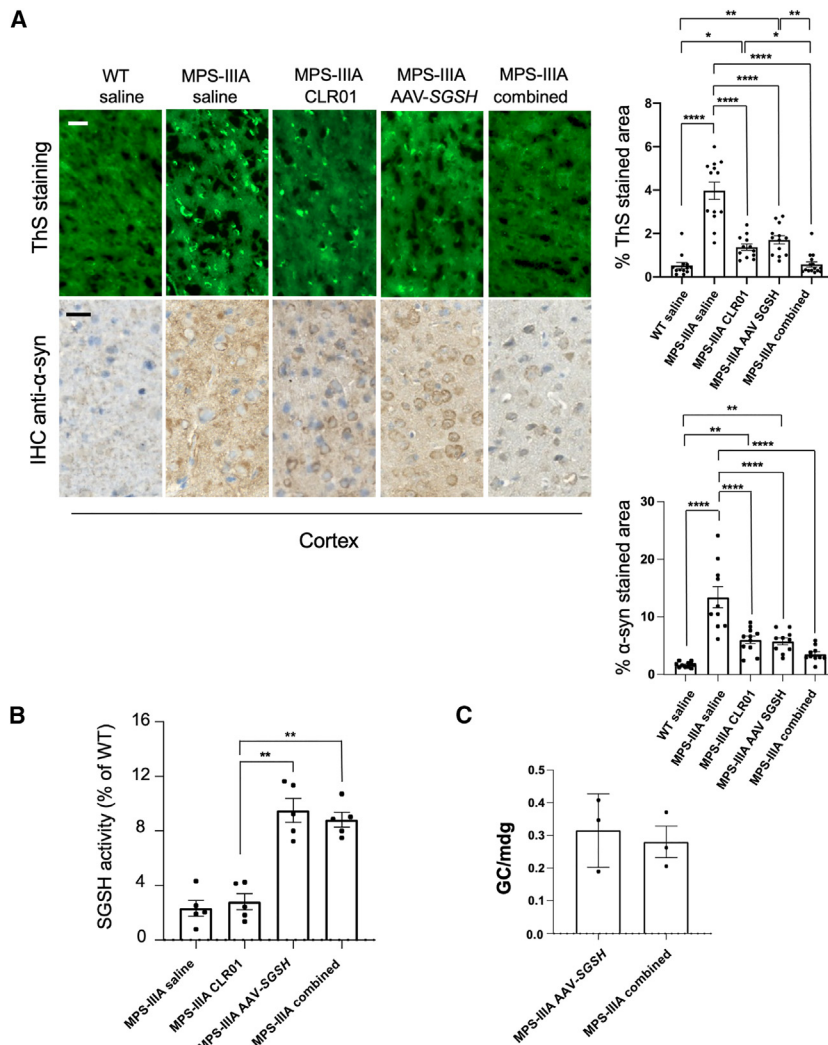 A
WT
saline
MPS-IIIA
saline
MPS-IIIA
CLR01
MPS-IIIA
AAV-SGSH
MPS-IIIA
combined
ThS staining
IHC anti-α-syn
Cortex
** **
* *
****
****
****
****
% ThS stained area
8
6
4
2
0
WT saline
MPS-IIIA saline
MPS-IIIA CLR01
MPS-IIIA AAV SGSH
MPS-IIIA combined
**
**
****
****
****
****
% α-syn stained area
30
20
10
0
WT saline
MPS-IIIA saline
MPS-IIIA CLR01
MPS-IIIA AAV SGSH
MPS-IIIA combined
B
SGSH activity (% of WT)
16
12
8
4
0
**
**
MPS-IIIA saline
MPS-IIIA CLR01
MPS-IIIA AAV-SGSH
MPS-IIIA combined
C
GC/mdg
0.5
0.4
0.3
0.2
0.1
0.0
MPS-IIIA AAV-SGSH
MPS-IIIA combined